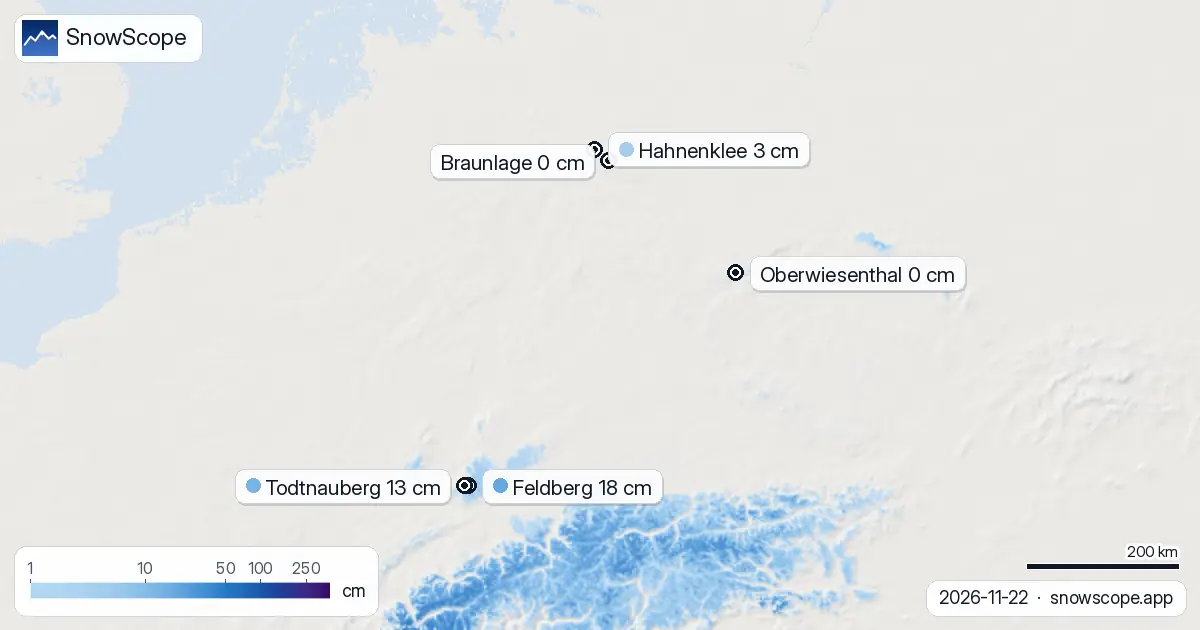 SnowScope
Braunlage 0 cm
Hahnenklee 3 cm
Oberwiesenthal 0 cm
Todtnauberg 13 cm
Feldberg 18 cm
1 10 50 100 250
cm
200 km
2026-11-22 · snowscope.app